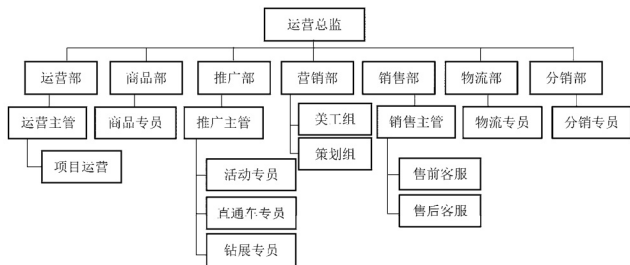 运营总监
运营部 商品部 推广部 营销部 销售部 物流部 分销部
运营主管 商品专员 推广主管 美工组 销售主管 物流专员 分销专员
策划组
项目运营 活动专员 售前客服
直通车专员 售后客服
钻展专员